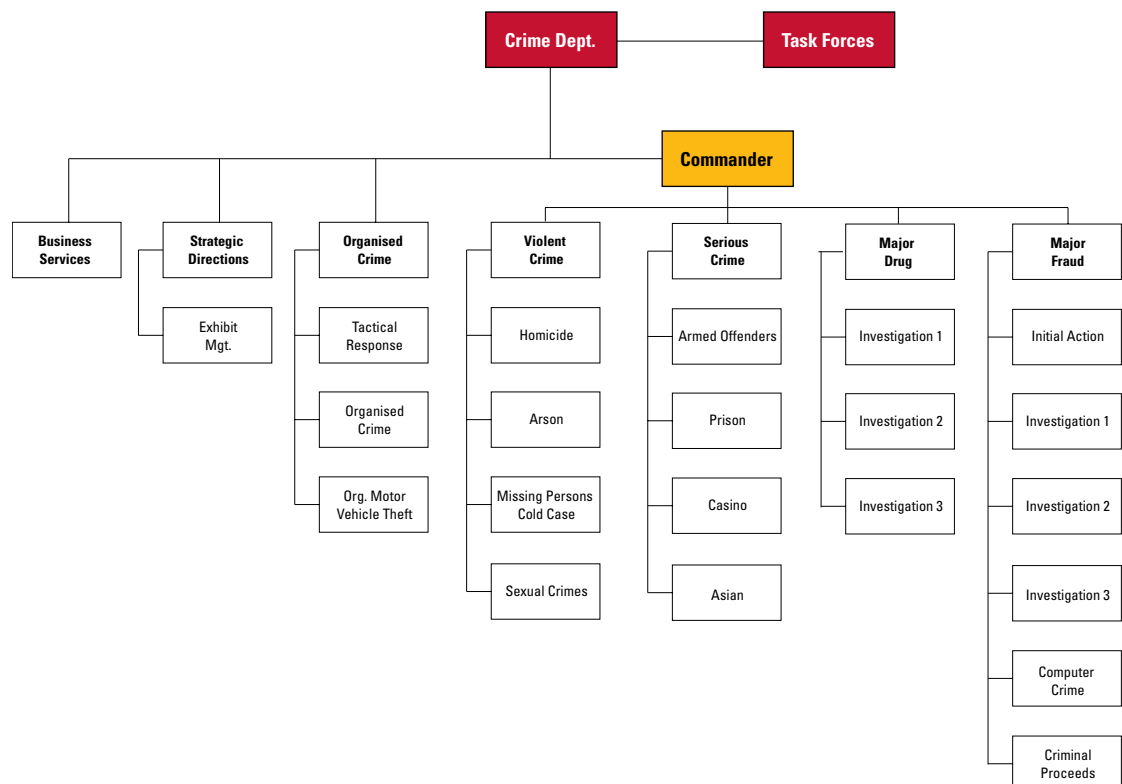 Crime Dept.
Task Forces
Commander
Business
Services
Strategic
Directions
Organised
Crime
Violent
Crime
Serious
Crime
Major
Drug
Major
Fraud
Exhibit
Mgt.
Tactical
Response
Organised
Crime
Org. Motor
Vehicle Theft
Homicide
Arson
Missing Persons
Cold Case
Sexual Crimes
Armed Offenders
Prison
Casino
Asian
Investigation 1
Investigation 2
Investigation 3
Initial Action
Investigation 1
Investigation 2
Investigation 3
Computer
Crime
Criminal
Proceeds